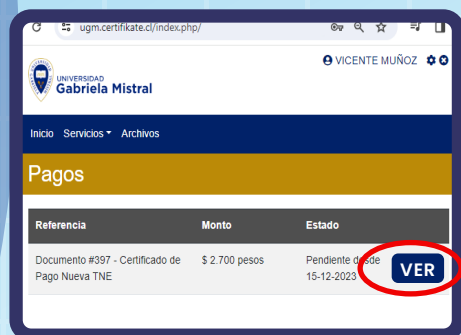 ugm.certifikate.cl/index.php/
VICENTE MUÑOZ
UNIVERSIDAD
Gabriela Mistral
Inicio Servicios Archivos
Pagos
Referencia Monto Estado
Documento #397 - Certificado de $ 2.700 pesos Pendiente desde
Pago Nueva TNE 15-12-2023
VER